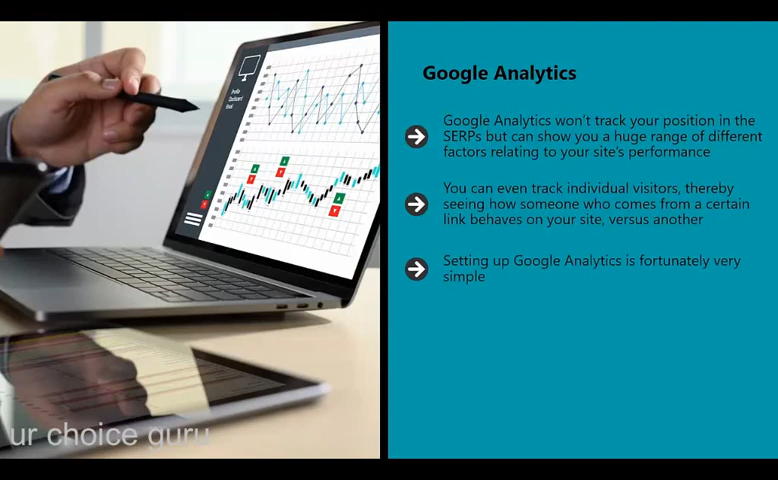 Google Analytics
Google Analytics won't track your position in the
SERPs but can show you a huge range of different
factors relating to your site's performance
You can even track individual visitors, thereby
seeing how someone who comes from a certain
link behaves on your site, versus another
Setting up Google Analytics is fortunately very
simple
Profile
Dashboard
Email
ur choice guru